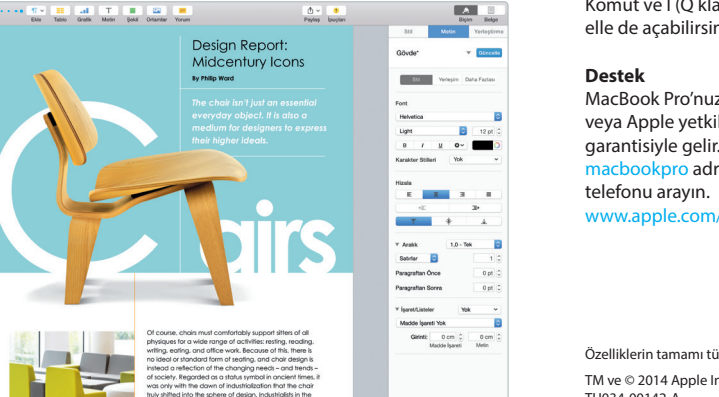 Ekle Tablo Grafik Metin Şekil Ortamlar Yorum
Paylaş İpuçları
Biçim Belge
Stil Metin Yerleştirme
Gövde* Güncelle
Stil Yerleşim Daha Fazlası
Font
Helvetica
Light 12 pt
B I U
Karakter Stilleri Yok
Hizala
Aralık 1,0 - Tek
Satırlar 1
Paragraftan Önce 0 pt
Paragraftan Sonra 0 pt
İşaret/Listeler Yok
Madde İşareti Yok
Girinti: 0 cm 0 cm
Madde İşareti Metin
Design Report:
Midcentury Icons
By Philip Ward
The chair isn't just an essential
everyday object. It is also a
medium for designers to express
their higher ideals.
Chairs
Of course, chairs must comfortably support sitters of all
physiques for a wide range of activities: resting, reading,
writing, eating, and office work. Because of this, there is
no ideal or standard form of seating, and chair design is
instead a reflection of the changing needs – and trends –
of society. Regarded as a status symbol in ancient times, it
was only with the dawn of industrialization that the chair
truly shifted into the sphere of design. Industrialists in the
Komut ve I (Q kla
elle de açabilirsin
Destek
MacBook Pro'nuz
veya Apple yetkil
garantisiyle gelir.
macbookpro adr
telefonu arayın.
www.apple.com/
Özelliklerin tamamı tü
TM ve © 2014 Apple In